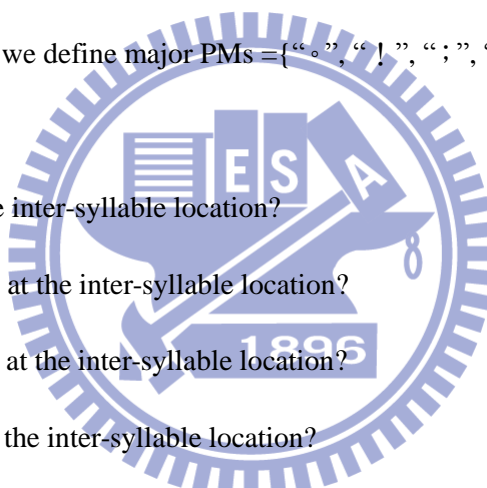 we define major PMs ={“。”, “！”, “；”, “
E S A
e inter-syllable location?
at the inter-syllable location?
1896
at the inter-syllable location?
the inter-syllable location?